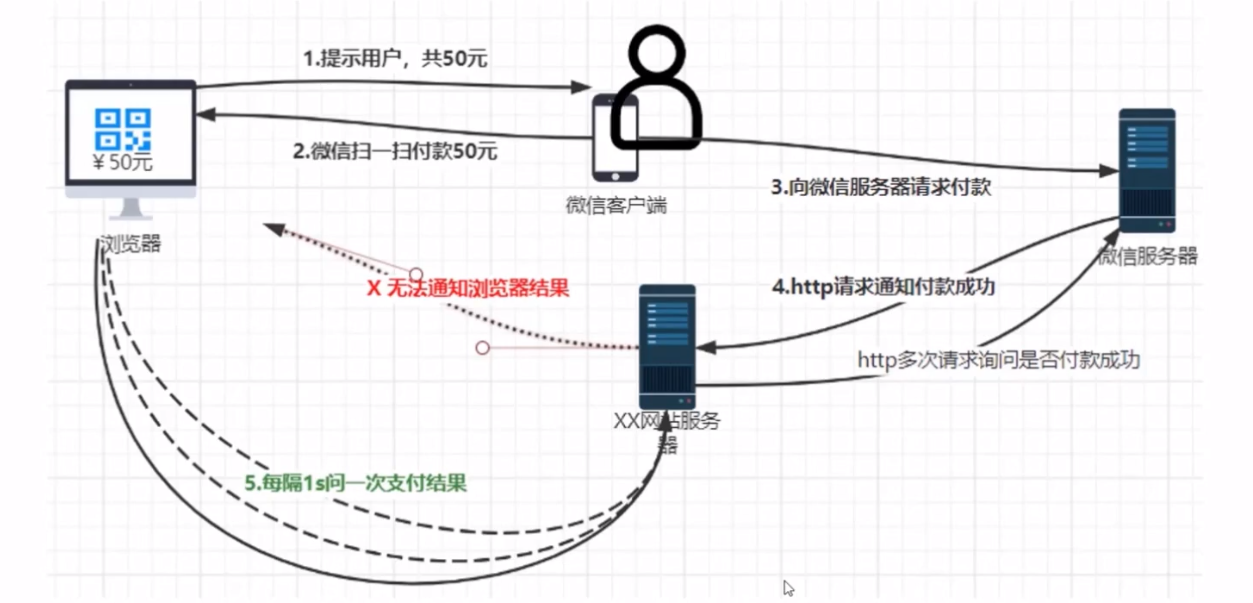 1.提示用户，共50元
￥50元
2.微信扫一扫付款50元
3.向微信服务器请求付款
微信客户端
浏览器
微信服务器
X 无法通知浏览器结果
4.http请求通知付款成功
http多次请求询问是否付款成功
XX网站服务
器
5.每隔1s问一次支付结果